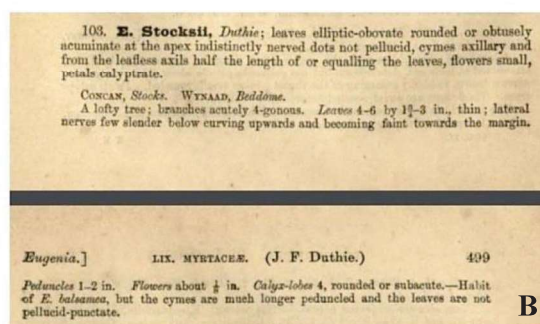 103. E. Stocksii, Duthie; leaves elliptic-obovate rounded or obtusely
acuminate at the apex indistinctly nerved dots not pellucid, cymes axillary and
from the leafless axils half the length of or equalling the leaves, flowers small,
petals calyptrate.
CONCAN, Stocks. WYNAAD, Beddome.
A lofty tree; branches acutely 4-gonous. Leaves 4-6 by 1¾-3 in., thin; lateral
nerves few slender below curving upwards and becoming faint towards the margin.
Eugenia.] LIX. MYRTACEÆ. (J. F. Duthie.) 499
Peduncles 1-2 in. Flowers about ⅛ in. Calyx-lobes 4, rounded or subacute.—Habit
of E. balsamea, but the cymes are much longer peduncled and the leaves are not
pellucid-punctate.
B